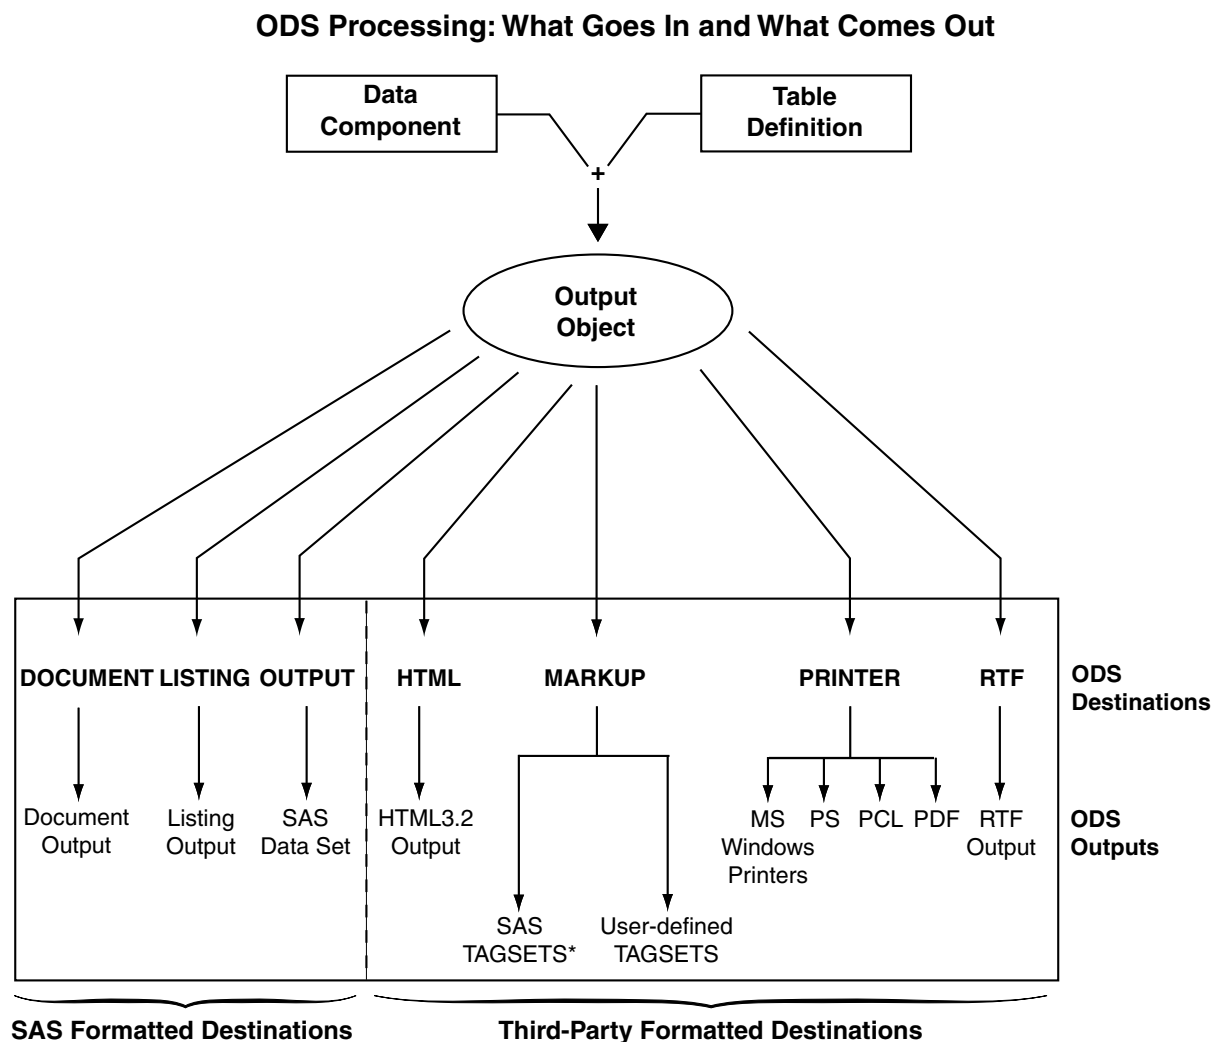 ODS Processing: What Goes In and What Comes Out
Data
Component
Table
Definition
+
Output
Object
DOCUMENT LISTING OUTPUT HTML MARKUP PRINTER RTF
ODS
Destinations
Document
Output
Listing
Output
SAS
Data Set
HTML3.2
Output
SAS
TAGSETS*
User-defined
TAGSETS
MS
Windows
Printers
PS
PCL
PDF
RTF
Output
ODS
Outputs
SAS Formatted Destinations
Third-Party Formatted Destinations